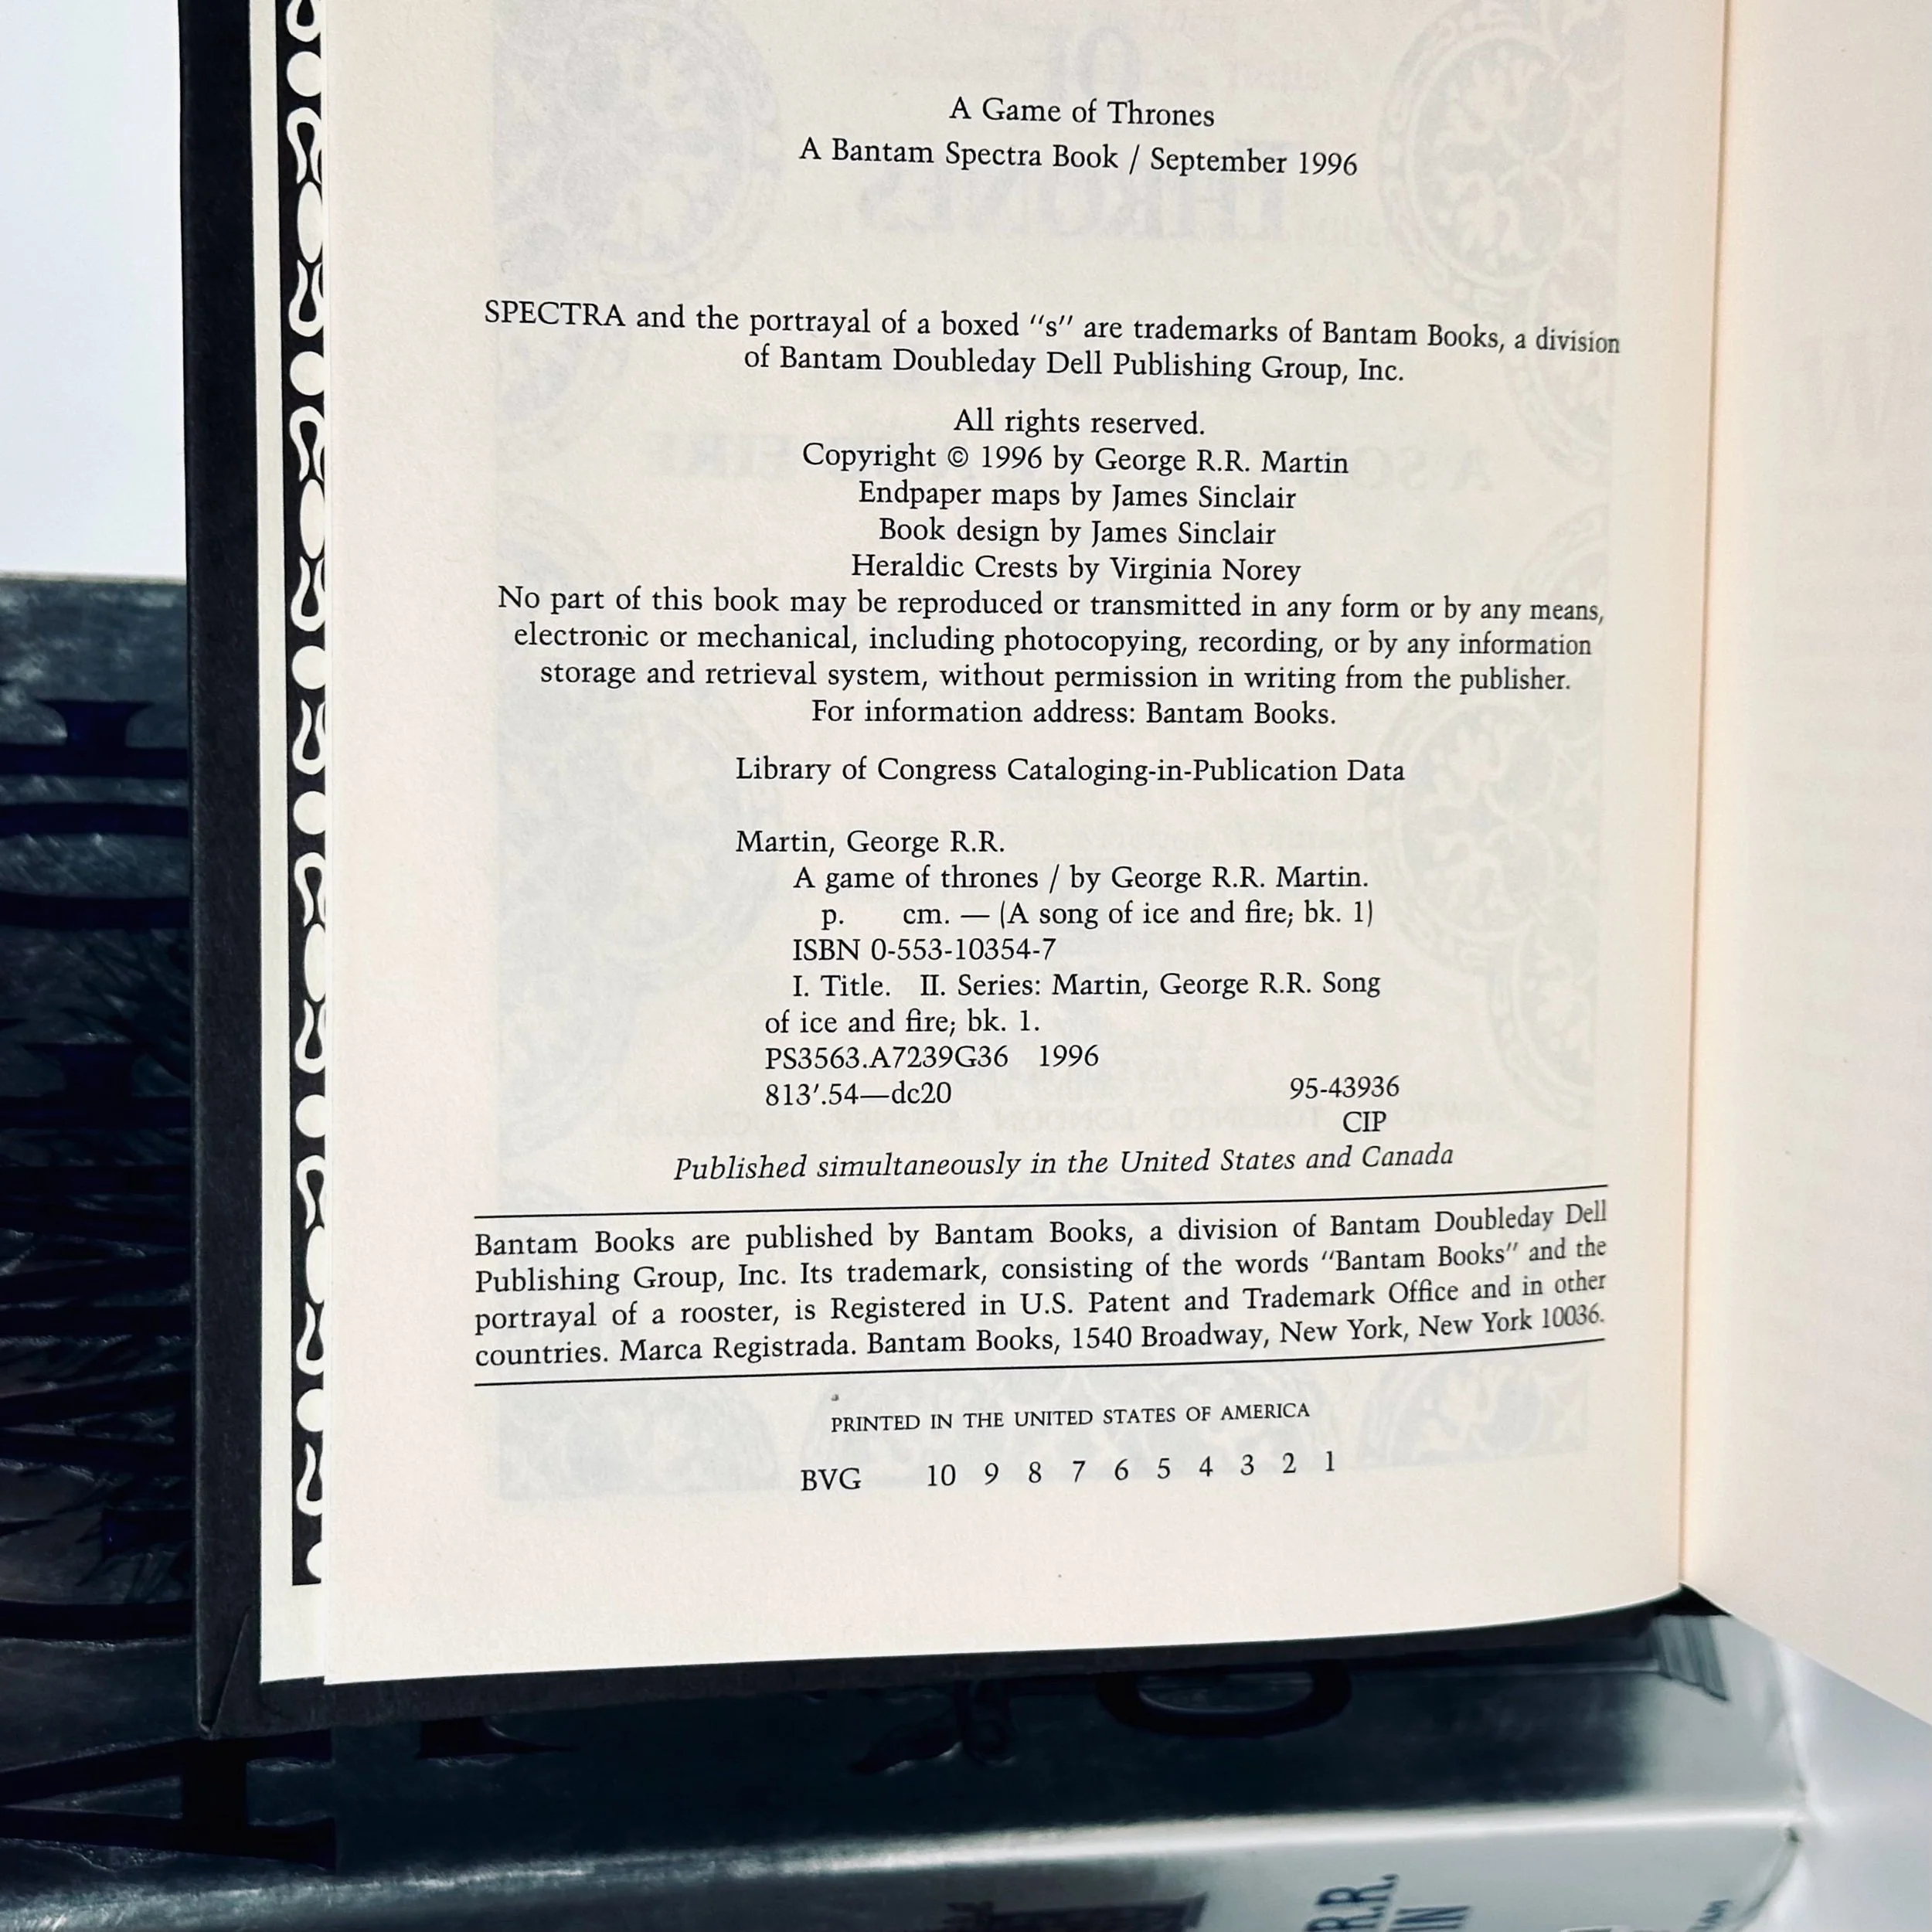 A Game of Thrones
A Bantam Spectra Book / September 1996
SPECTRA and the portrayal of a boxed "s" are trademarks of Bantam Books, a division
of Bantam Doubleday Dell Publishing Group, Inc.
All rights reserved.
Copyright © 1996 by George R.R. Martin
Endpaper maps by James Sinclair
Book design by James Sinclair
Heraldic Crests by Virginia Norey
No part of this book may be reproduced or transmitted in any form or by any means,
electronic or mechanical, including photocopying, recording, or by any information
storage and retrieval system, without permission in writing from the publisher.
For information address: Bantam Books.
Library of Congress Cataloging-in-Publication Data
Martin, George R.R.
A game of thrones / by George R.R. Martin.
p. cm. — (A song of ice and fire; bk. 1)
ISBN 0-553-10354-7
I. Title. II. Series: Martin, George R.R. Song
of ice and fire; bk. 1.
PS3563.A7239G36 1996
813′.54—dc20 95-43936
CIP
Published simultaneously in the United States and Canada
Bantam Books are published by Bantam Books, a division of Bantam Doubleday Dell
Publishing Group, Inc. Its trademark, consisting of the words "Bantam Books" and the
portrayal of a rooster, is Registered in U.S. Patent and Trademark Office and in other
countries. Marca Registrada. Bantam Books, 1540 Broadway, New York, New York 10036.
PRINTED IN THE UNITED STATES OF AMERICA
BVG 10 9 8 7 6 5 4 3 2 1
R.R.